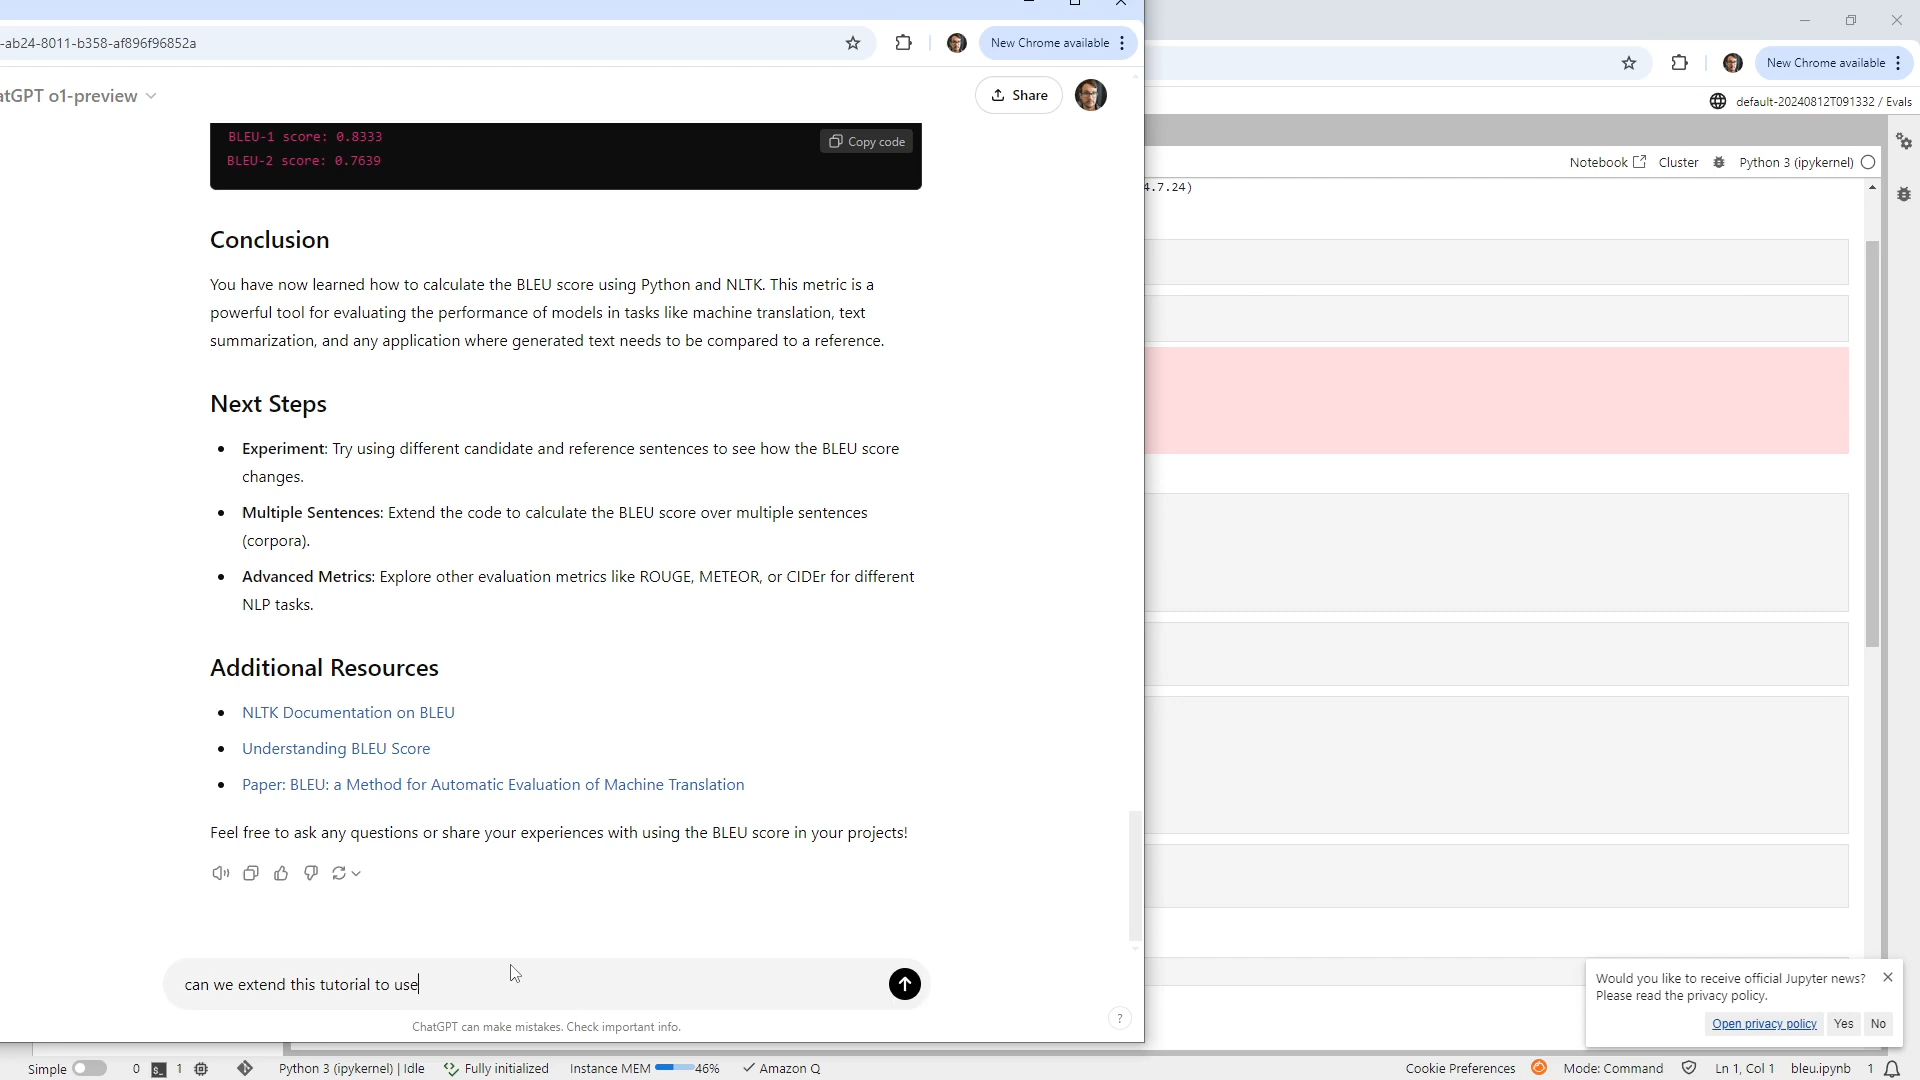 -ab24-8011-b358-af896f96852a
New Chrome available
New Chrome available
atGPT o1-preview
Share
default-20240812T091332 / Evals
BLEU-1 score: 0.8333
BLEU-2 score: 0.7639
Copy code
Notebook
Cluster
Python 3 (ipykernel)
4.7.24)
Conclusion
You have now learned how to calculate the BLEU score using Python and NLTK. This metric is a
powerful tool for evaluating the performance of models in tasks like machine translation, text
summarization, and any application where generated text needs to be compared to a reference.
Next Steps
• Experiment: Try using different candidate and reference sentences to see how the BLEU score
changes.
• Multiple Sentences: Extend the code to calculate the BLEU score over multiple sentences
(corpora).
• Advanced Metrics: Explore other evaluation metrics like ROUGE, METEOR, or CIDEr for different
NLP tasks.
Additional Resources
• NLTK Documentation on BLEU
• Understanding BLEU Score
• Paper: BLEU: a Method for Automatic Evaluation of Machine Translation
Feel free to ask any questions or share your experiences with using the BLEU score in your projects!
can we extend this tutorial to use
ChatGPT can make mistakes. Check important info.
?
Would you like to receive official Jupyter news?
Please read the privacy policy.
Open privacy policy
Yes
No
Simple
0
1
Python 3 (ipykernel) | Idle
Fully initialized
Instance MEM
46%
Amazon Q
Cookie Preferences
Mode: Command
Ln 1, Col 1
bleu.ipynb
1